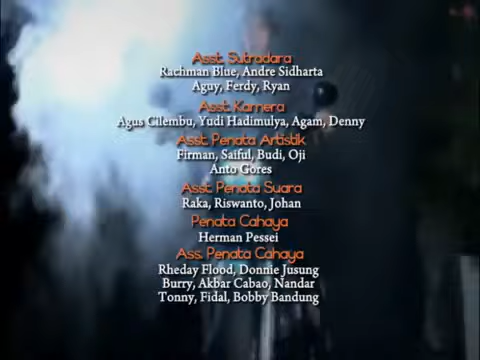 Asst. Sutradara
Rachman Blue, Andre Sidharta
Aguy, Ferdy, Ryan
Asst. Kamera
Agus Cilembu, Yudi Hadimulya, Agam, Denny
Asst. Penata Artistik
Firman, Saiful, Budi, Oji
Anto Gores
Asst. Penata Suara
Raka, Riswanto, Johan
Penata Cahaya
Herman Pessei
Ass. Penata Cahaya
Rheday Flood, Donnie Jusung
Burry, Akbar Cabao, Nandar
Tonny, Fidal, Bobby Bandung